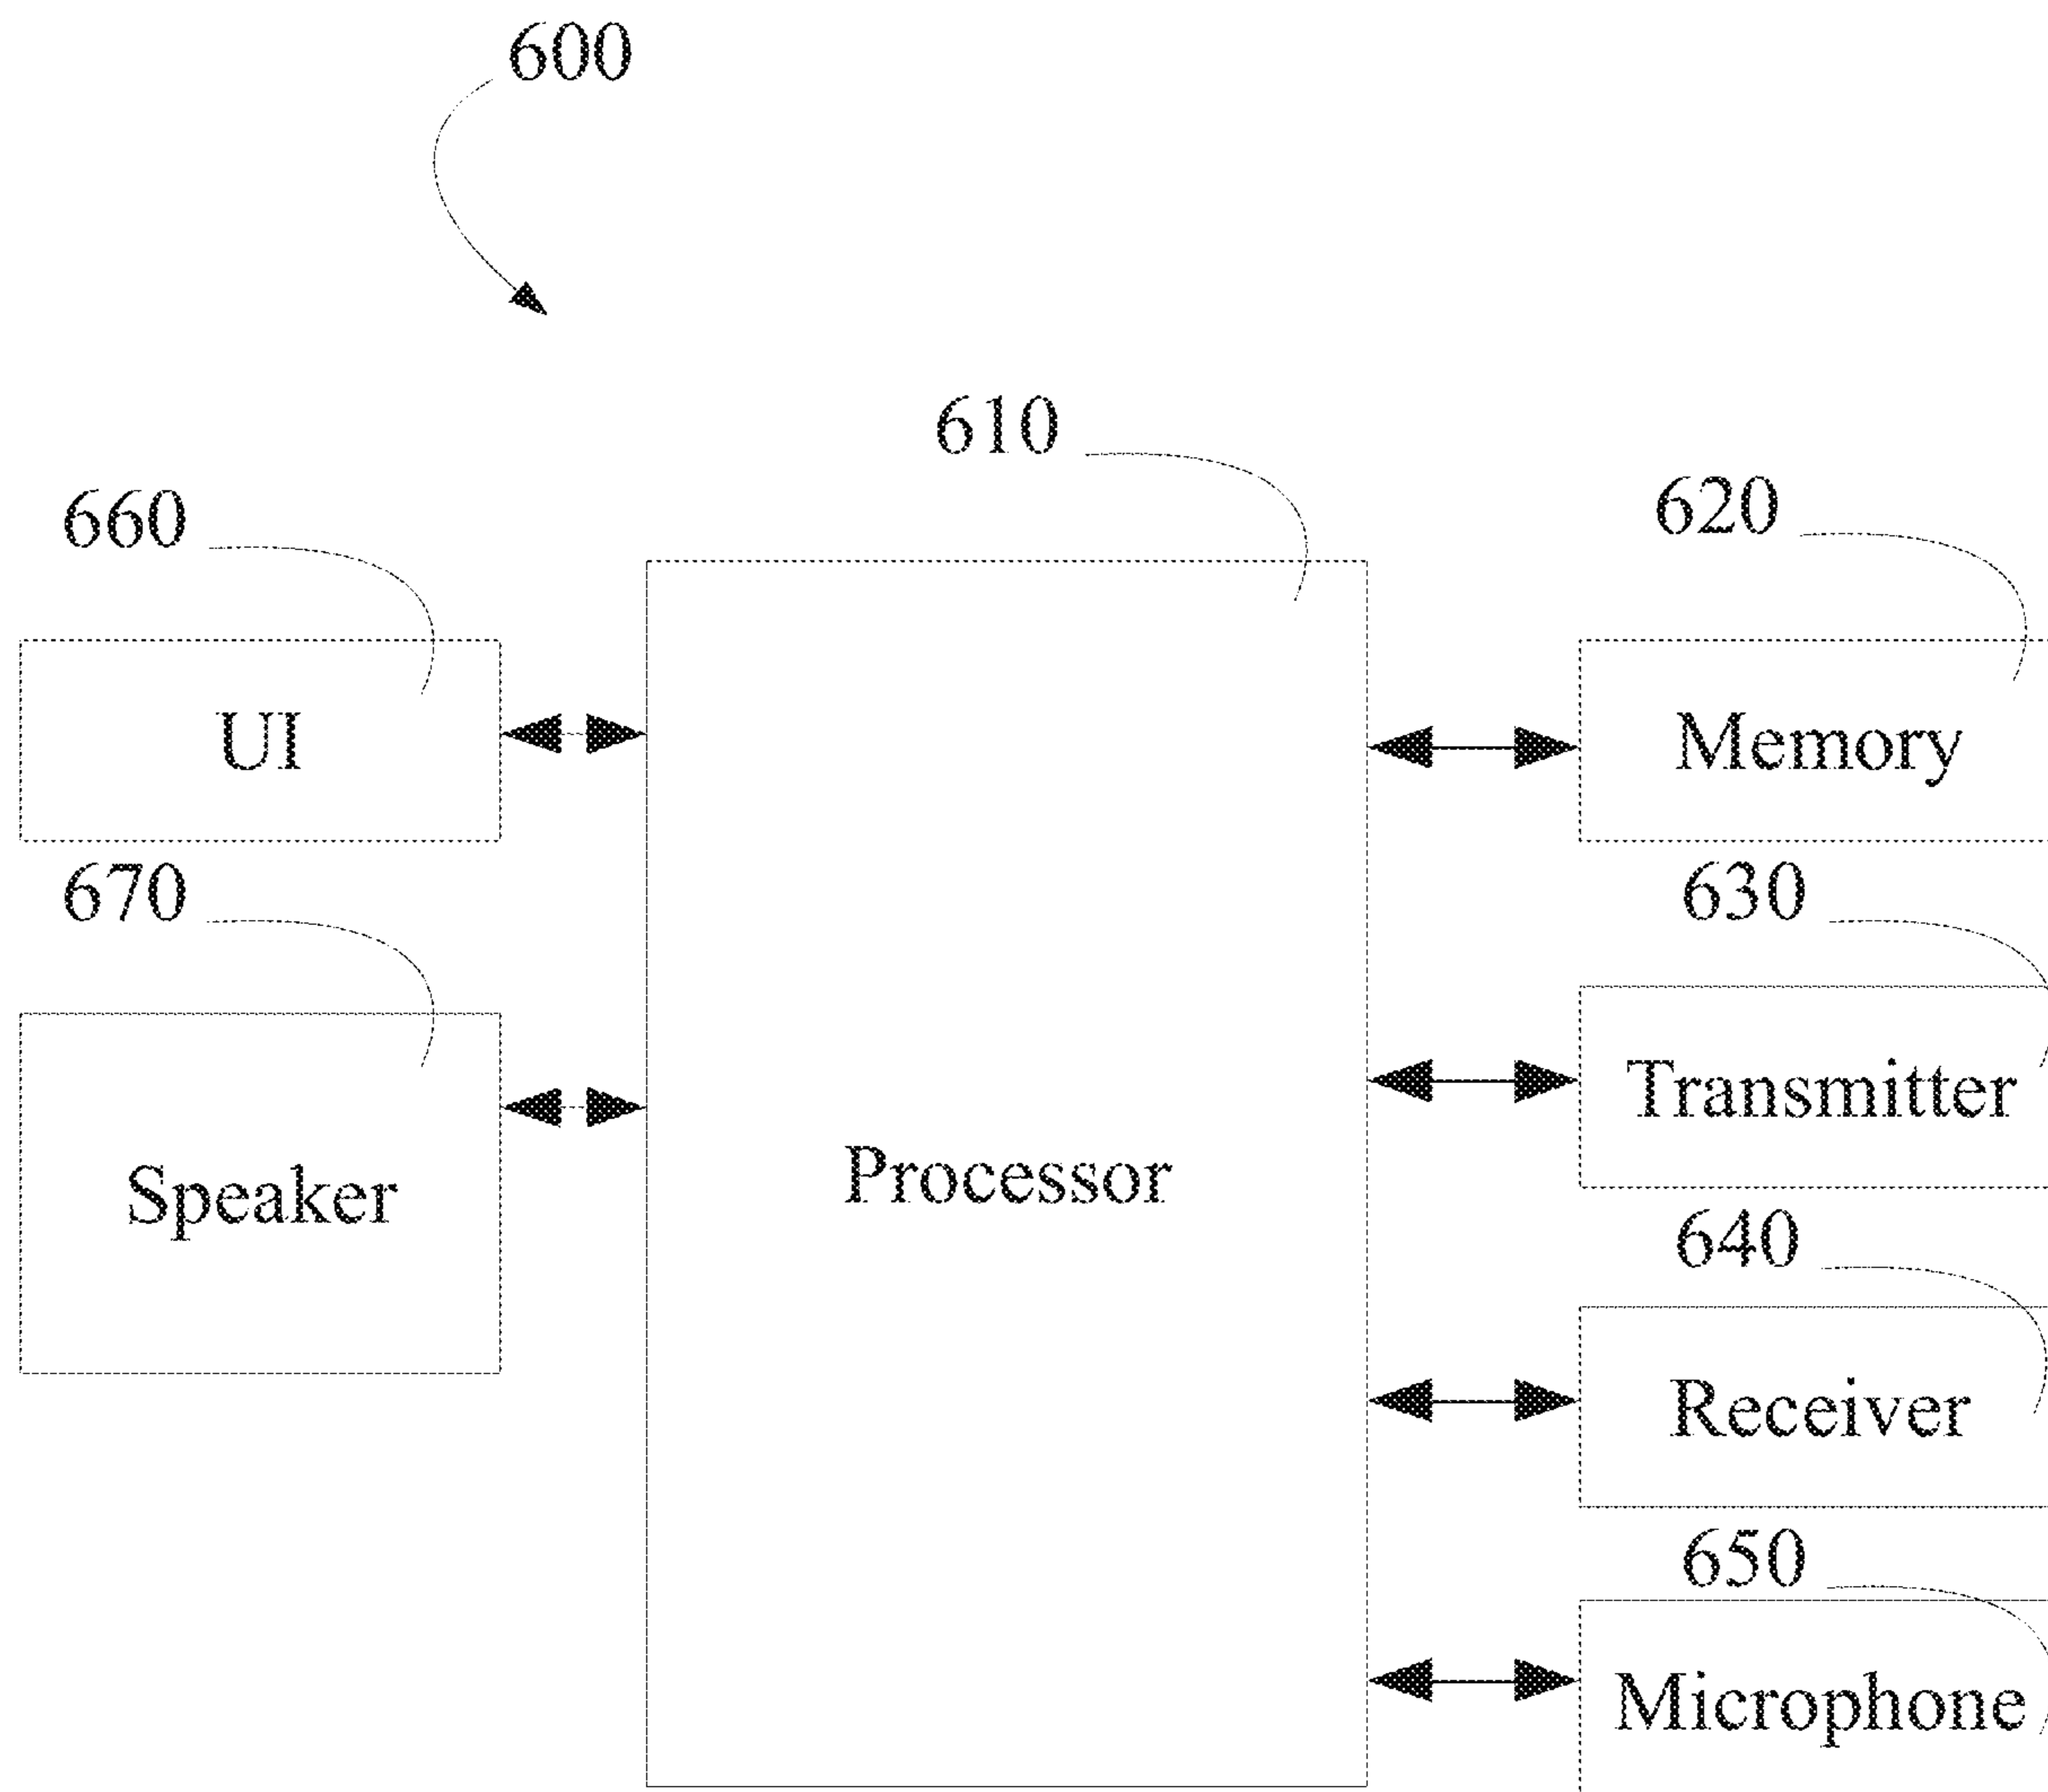 600
610
660
620
UI
Memory
670
630
Transmitter
Processor
Speaker
640
Receiver
650
Microphone